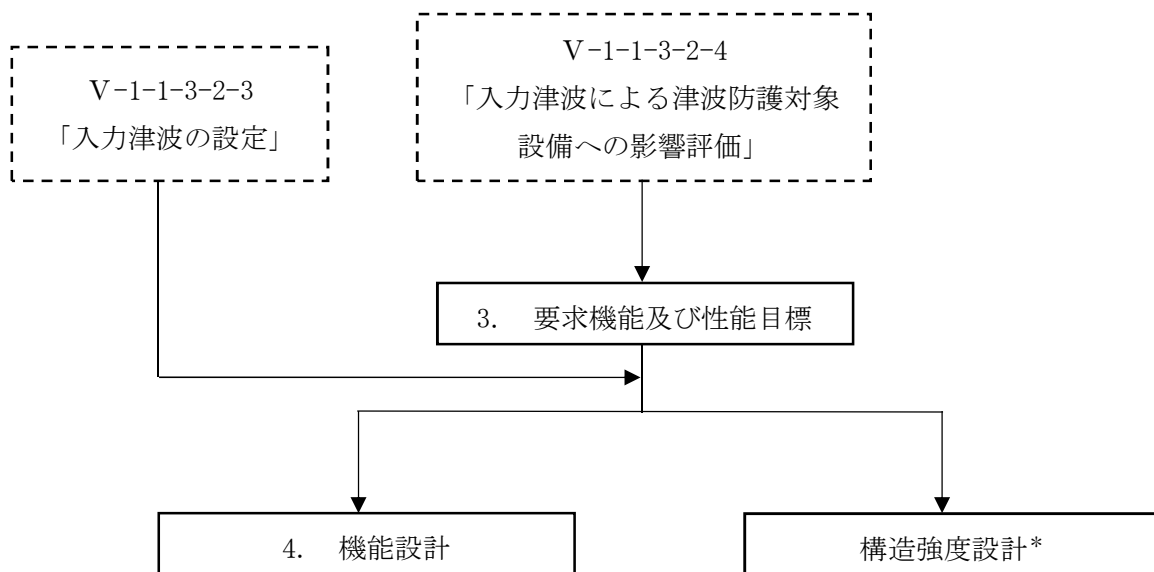 Ⅴ-1-1-3-2-3
「入力津波の設定」
Ⅴ-1-1-3-2-4
「入力津波による津波防護対象
設備への影響評価」
3. 要求機能及び性能目標
4. 機能設計
構造強度設計*